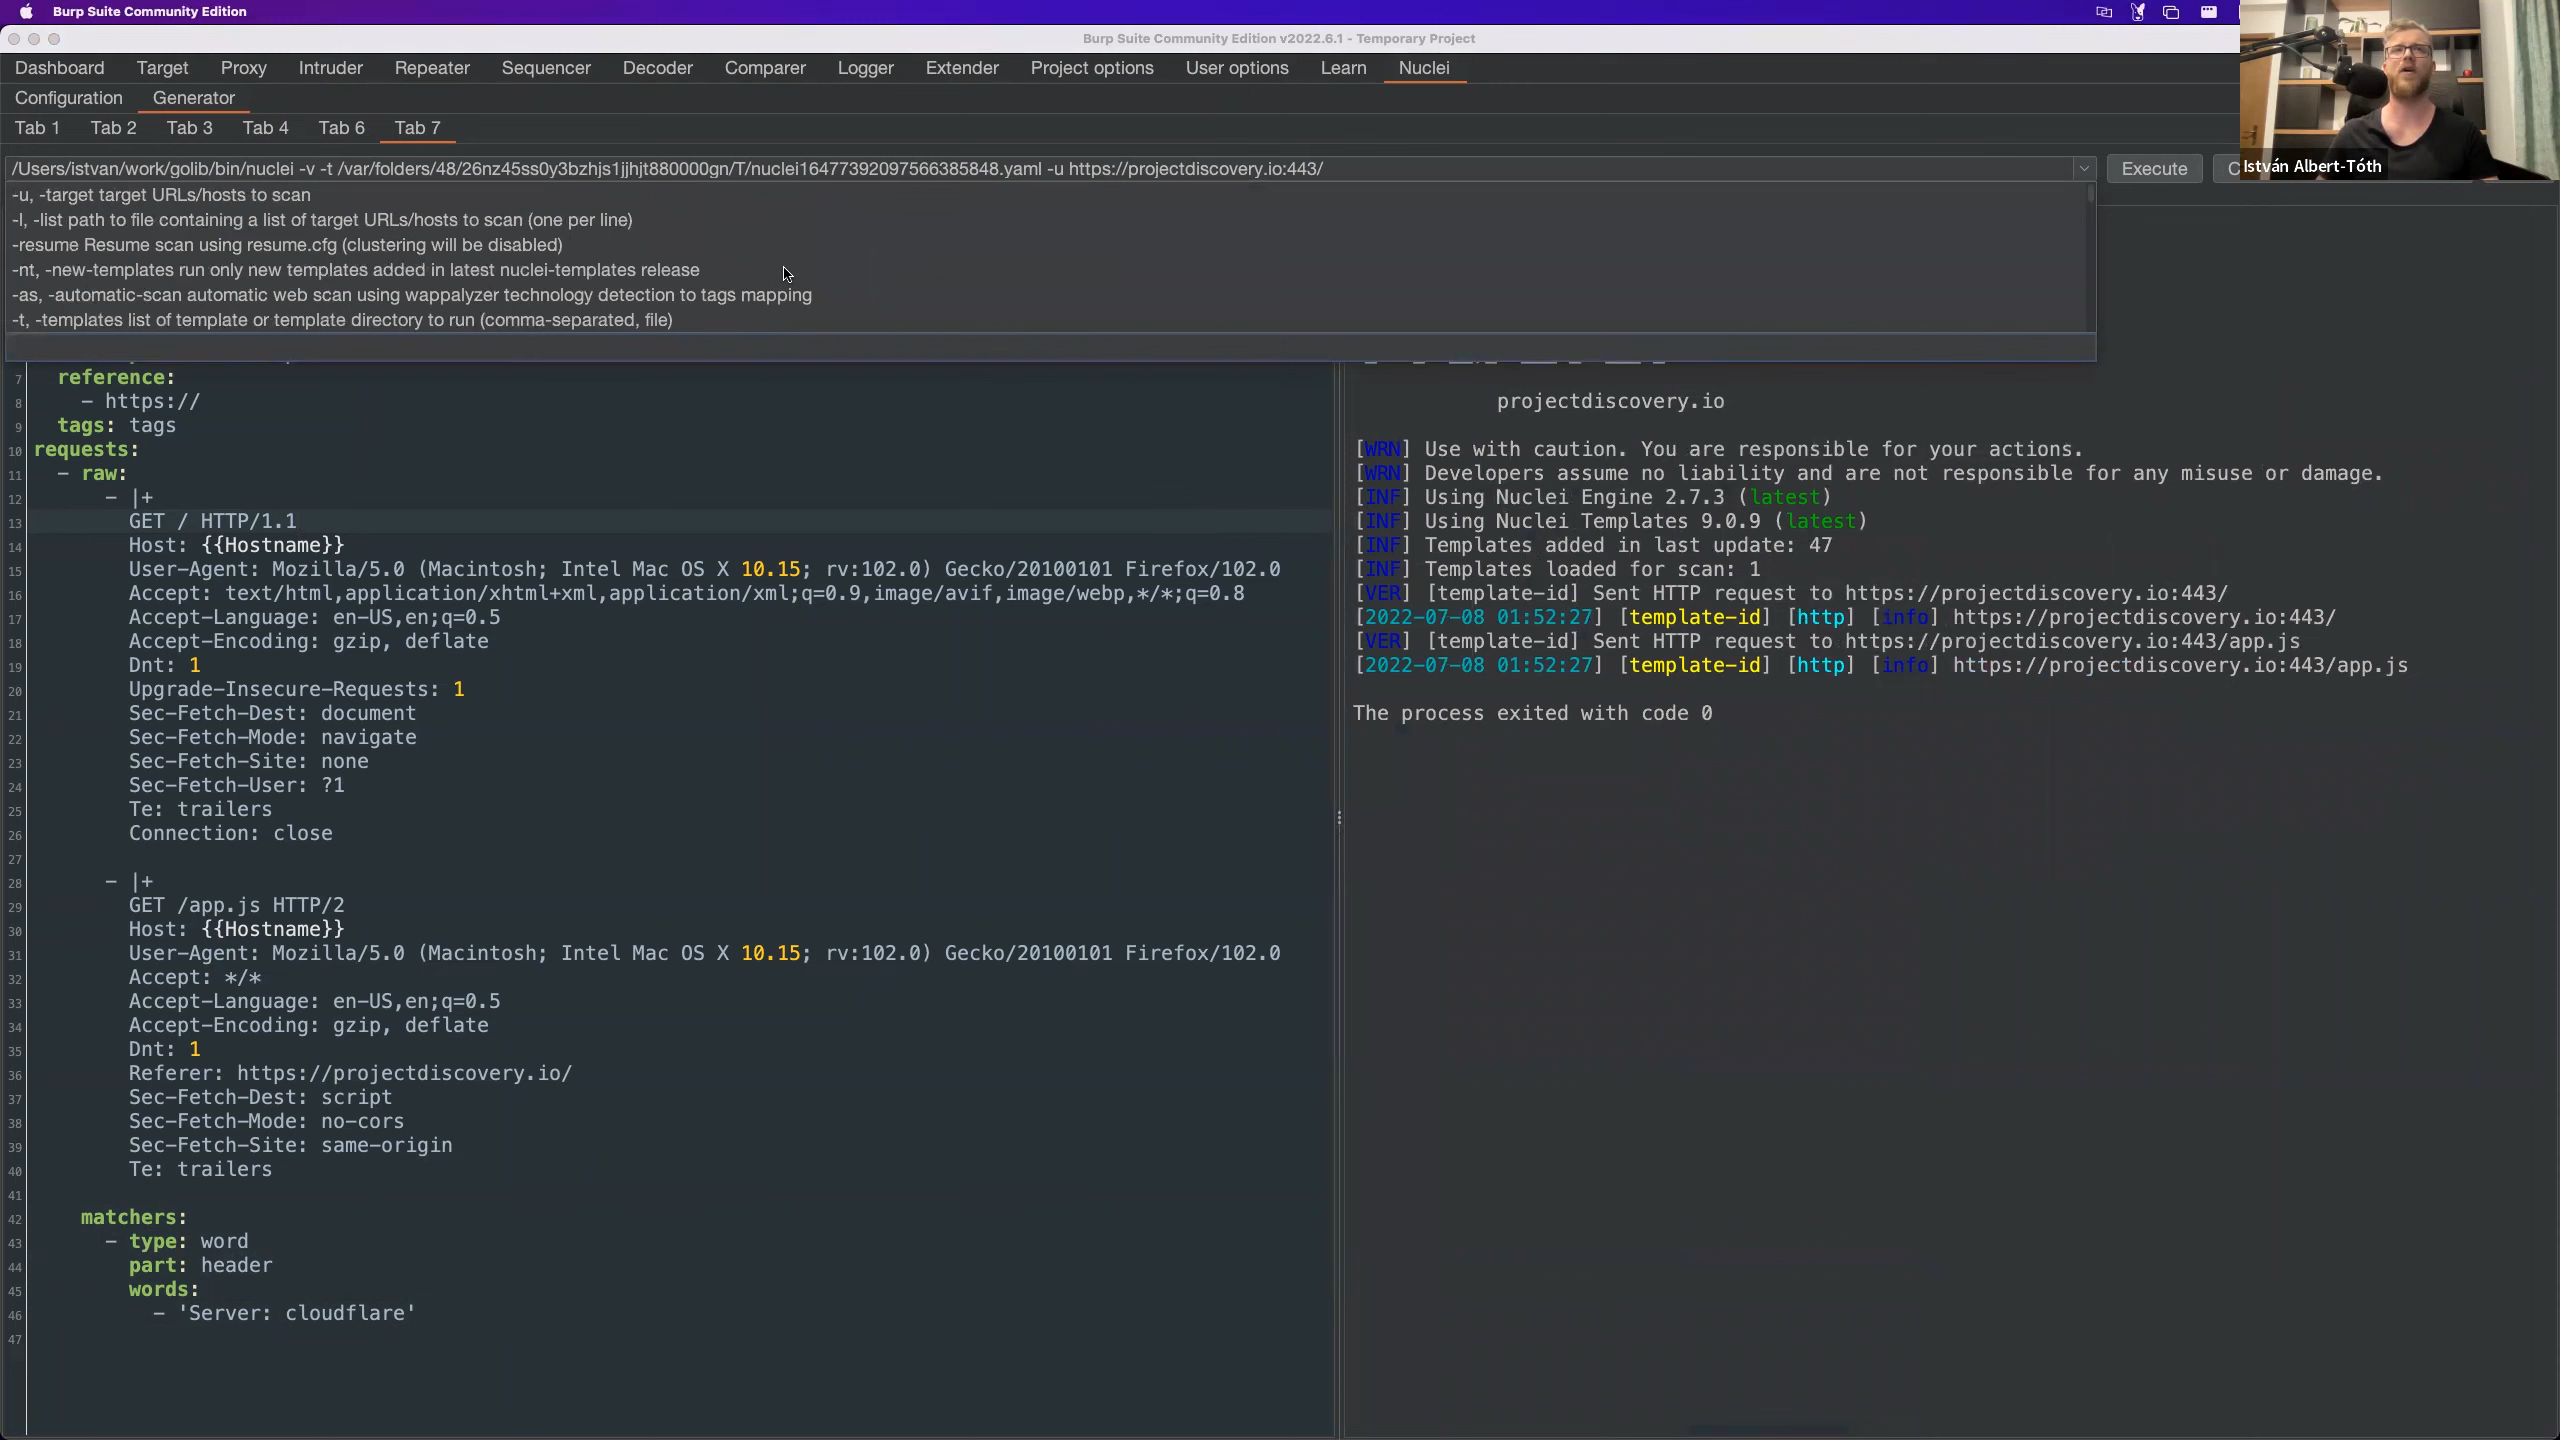 Burp Suite Community Edition
Burp Suite Community Edition v2022.6.1 - Temporary Project
Dashboard Target Proxy Intruder Repeater Sequencer Decoder Comparer Logger Extender Project options User options Learn Nuclei
Configuration Generator
Tab 1 Tab 2 Tab 3 Tab 4 Tab 6 Tab 7
/Users/istvan/work/golib/bin/nuclei -v -t /var/folders/48/26nz45ss0y3bzhjs1jjhjt880000gn/T/nuclei16477392097566385848.yaml -u https://projectdiscovery.io:443/
Execute
István Albert-Tóth
-u, -target target URLs/hosts to scan
-l, -list path to file containing a list of target URLs/hosts to scan (one per line)
-resume Resume scan using resume.cfg (clustering will be disabled)
-nt, -new-templates run only new templates added in latest nuclei-templates release
-as, -automatic-scan automatic web scan using wappalyzer technology detection to tags mapping
-t, -templates list of template or template directory to run (comma-separated, file)
7 reference:
8 - https://
9 tags: tags
10 requests:
11 - raw:
12 - |+
13 GET / HTTP/1.1
14 Host: {{Hostname}}
15 User-Agent: Mozilla/5.0 (Macintosh; Intel Mac OS X 10.15; rv:102.0) Gecko/20100101 Firefox/102.0
16 Accept: text/html,application/xhtml+xml,application/xml;q=0.9,image/avif,image/webp,*/*;q=0.8
17 Accept-Language: en-US,en;q=0.5
18 Accept-Encoding: gzip, deflate
19 Dnt: 1
20 Upgrade-Insecure-Requests: 1
21 Sec-Fetch-Dest: document
22 Sec-Fetch-Mode: navigate
23 Sec-Fetch-Site: none
24 Sec-Fetch-User: ?1
25 Te: trailers
26 Connection: close
27
28 - |+
29 GET /app.js HTTP/2
30 Host: {{Hostname}}
31 User-Agent: Mozilla/5.0 (Macintosh; Intel Mac OS X 10.15; rv:102.0) Gecko/20100101 Firefox/102.0
32 Accept: */*
33 Accept-Language: en-US,en;q=0.5
34 Accept-Encoding: gzip, deflate
35 Dnt: 1
36 Referer: https://projectdiscovery.io/
37 Sec-Fetch-Dest: script
38 Sec-Fetch-Mode: no-cors
39 Sec-Fetch-Site: same-origin
40 Te: trailers
41
42 matchers:
43 - type: word
44 part: header
45 words:
46 - 'Server: cloudflare'
47
projectdiscovery.io
[WRN] Use with caution. You are responsible for your actions.
[WRN] Developers assume no liability and are not responsible for any misuse or damage.
[INF] Using Nuclei Engine 2.7.3 (latest)
[INF] Using Nuclei Templates 9.0.9 (latest)
[INF] Templates added in last update: 47
[INF] Templates loaded for scan: 1
[VER] [template-id] Sent HTTP request to https://projectdiscovery.io:443/
[2022-07-08 01:52:27] [template-id] [http] [info] https://projectdiscovery.io:443/
[VER] [template-id] Sent HTTP request to https://projectdiscovery.io:443/app.js
[2022-07-08 01:52:27] [template-id] [http] [info] https://projectdiscovery.io:443/app.js
The process exited with code 0